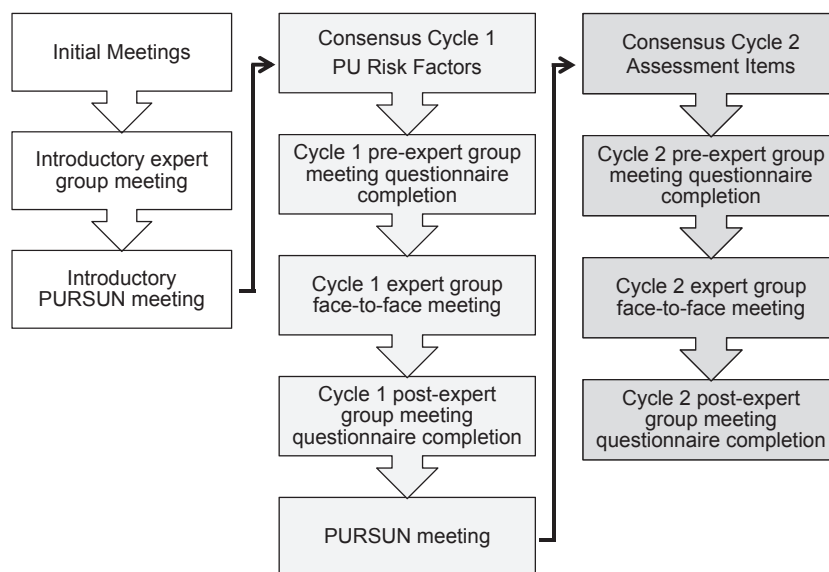 Initial Meetings
Introductory expert
group meeting
Introductory
PURSUN meeting
Consensus Cycle 1
PU Risk Factors
Cycle 1 pre-expert group
meeting questionnaire
completion
Cycle 1 expert group
face-to-face meeting
Cycle 1 post-expert
group meeting
questionnaire completion
PURSUN meeting
Consensus Cycle 2
Assessment Items
Cycle 2 pre-expert group
meeting questionnaire
completion
Cycle 2 expert group
face-to-face meeting
Cycle 2 post-expert
group meeting
questionnaire completion